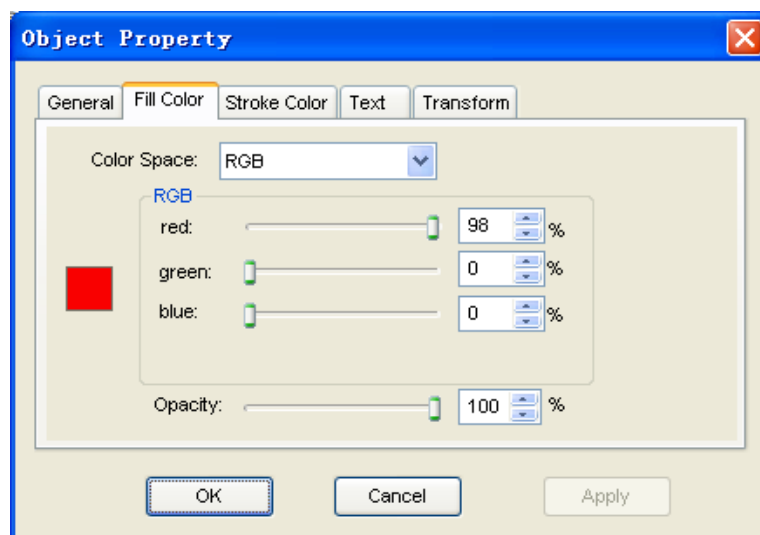 Object Property
General Fill Color Stroke Color Text Transform
Color Space: RGB
RGB
red: 98 %
green: 0 %
blue: 0 %
Opacity: 100 %
OK Cancel Apply